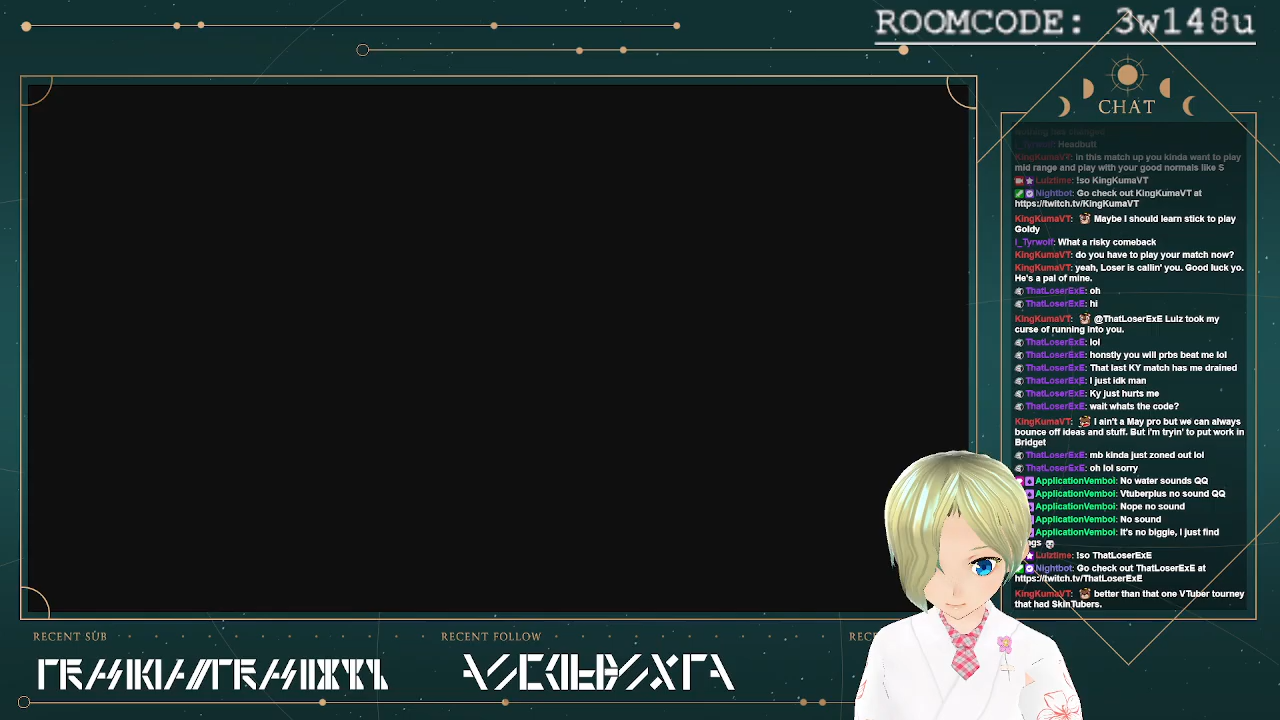 ROOMCODE: 3w148u
CHAT
nothing has changed
I_Tyrwolf: Headbutt
KingKumaVT: In this match up you kinda want to play
mid range and play with your good normals like S
Lulztime: !so KingKumaVT
Nightbot: Go check out KingKumaVT at
https://twitch.tv/KingKumaVT
KingKumaVT: Maybe I should learn stick to play
Goldy
I_Tyrwolf: What a risky comeback
KingKumaVT: do you have to play your match now?
KingKumaVT: yeah, Loser is callin' you. Good luck yo.
He's a pal of mine.
ThatLoserExE: oh
ThatLoserExE: hi
KingKumaVT: @ThatLoserExE Lulz took my
curse of running into you.
ThatLoserExE: lol
ThatLoserExE: honstly you will prbs beat me lol
ThatLoserExE: That last KY match has me drained
ThatLoserExE: I just idk man
ThatLoserExE: Ky just hurts me
ThatLoserExE: wait whats the code?
KingKumaVT: I ain't a May pro but we can always
bounce off ideas and stuff. But i'm tryin' to put work in
Bridget
ThatLoserExE: mb kinda just zoned out lol
ThatLoserExE: oh lol sorry
ApplicationVemboi: No water sounds QQ
ApplicationVemboi: Vtuberplus no sound QQ
ApplicationVemboi: Nope no sound
ApplicationVemboi: No sound
ApplicationVemboi: It's no biggie, I just find
Lulztime: !so ThatLoserExE
Nightbot: Go check out ThatLoserExE at
https://twitch.tv/ThatLoserExE
KingKumaVT: better than that one VTuber tourney
that had SkinTubers.
RECENT SUB
RECENT FOLLOW